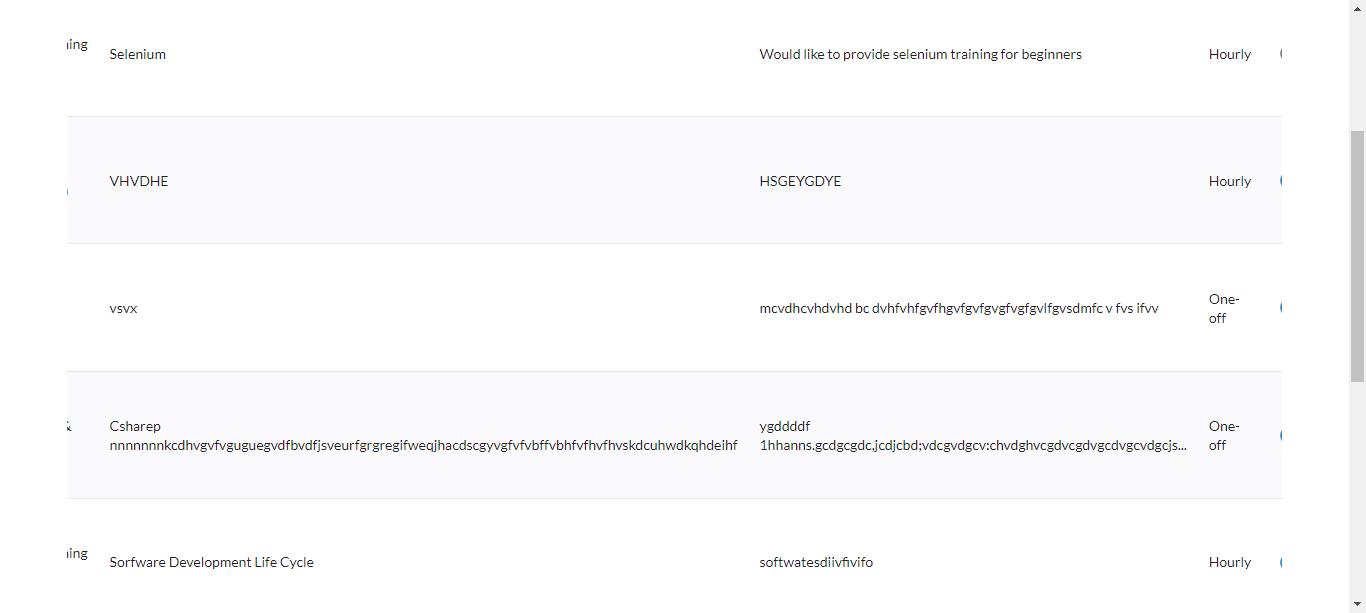 ning
Selenium
Would like to provide selenium training for beginners
Hourly
VHVDHE
HSGEYGDYE
Hourly
vsvx
mcvdhcvhdvhd bc dvhfvhfgvfhgvfgvfgvgfvgfgvlfgvsdmfc v fvs ifvv
One-
off
&
Csharep
ygddddf
One-
nnnnnnnkcdhvgvfvguguegvdfbvdfjsveurfgrgregifweqjhacdscgyvgfvfvbffvbhfvfhvfhvskdcuhwdkqhdeihf
1hhanns.gcdgcgdc,jcdjcbd;vdcgvdgcv:chvdghvcgdvcgdvgcdvgcvdgcjs...
off
ning
Sorfware Development Life Cycle
softwatesdiivfivifo
Hourly